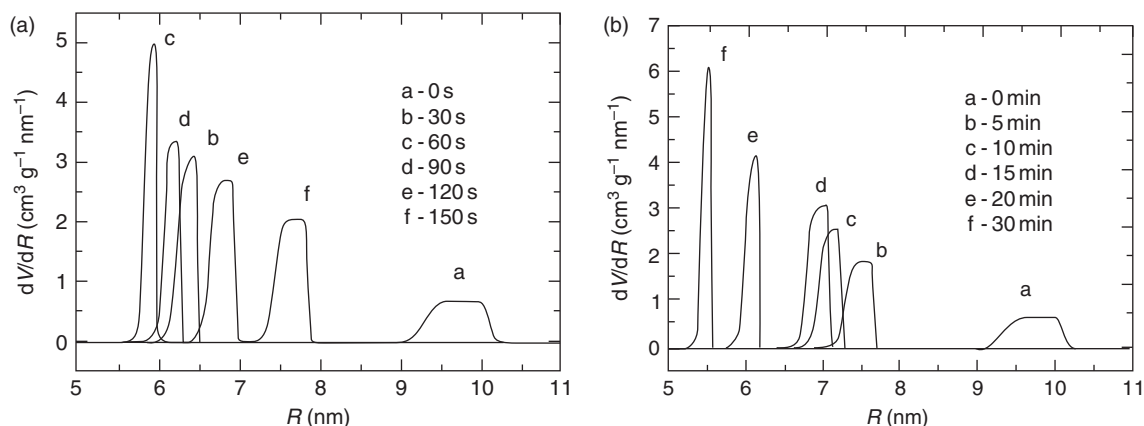 (a)
5
4
3
2
1
0
dV/dR (cm³ g⁻¹ nm⁻¹)
c
d
b
e
f
a
a - 0 s
b - 30 s
c - 60 s
d - 90 s
e - 120 s
f - 150 s
5 6 7 8 9 10 11
R (nm)
(b)
7
6
5
4
3
2
1
0
dV/dR (cm³ g⁻¹ nm⁻¹)
f
e
d
c
b
a
a - 0 min
b - 5 min
c - 10 min
d - 15 min
e - 20 min
f - 30 min
5 6 7 8 9 10 11
R (nm)